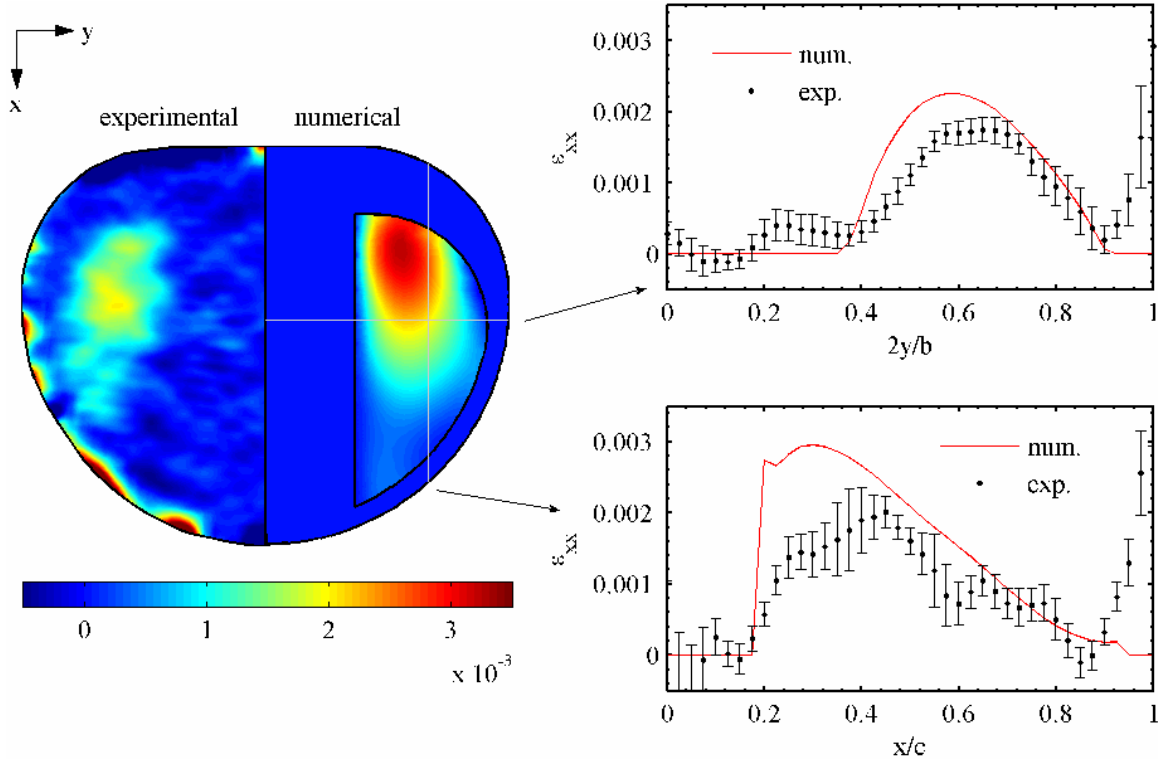 y
x
experimental numerical
0 1 2 3
x 10-3
0.003
0.002
0.001
0
εxx
num.
exp.
0 0.2 0.4 0.6 0.8 1
2y/b
0.003
0.002
0.001
0
εxx
num.
exp.
0 0.2 0.4 0.6 0.8 1
x/c